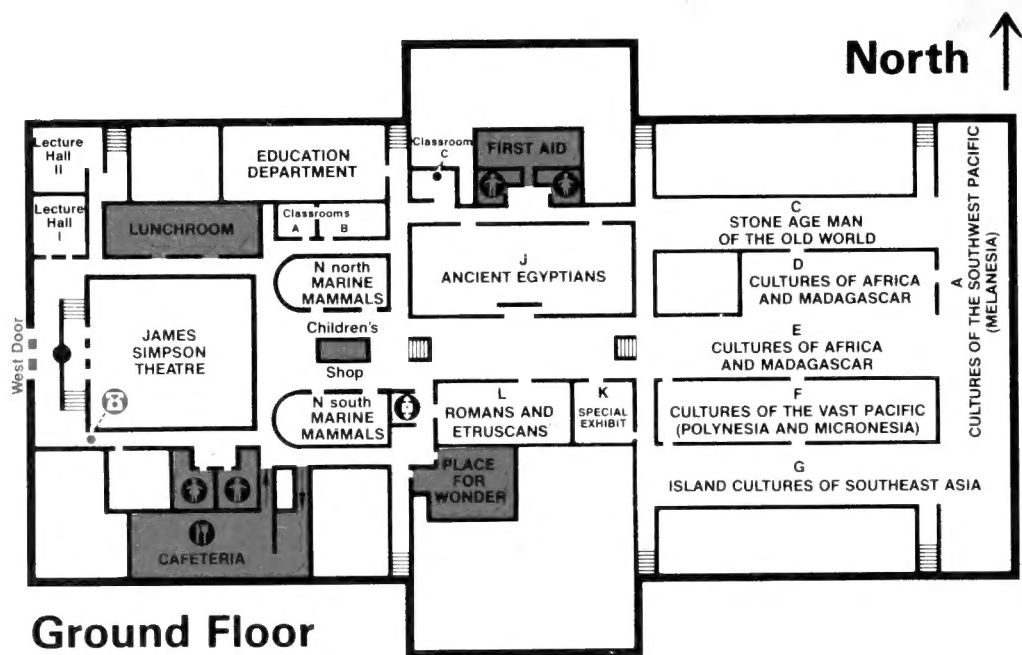 North
Lecture
Hall
II
EDUCATION
DEPARTMENT
Classroom
C
FIRST AID
Lecture
Hall
I
LUNCHROOM
Classrooms
A B
C
STONE AGE MAN
OF THE OLD WORLD
N north
MARINE
MAMMALS
J
ANCIENT EGYPTIANS
D
CULTURES OF AFRICA
AND MADAGASCAR
A
CULTURES OF THE SOUTHWEST PACIFIC
(MELANESIA)
West Door
JAMES
SIMPSON
THEATRE
Children's
Shop
E
CULTURES OF AFRICA
AND MADAGASCAR
N south
MARINE
MAMMALS
L
ROMANS AND
ETRUSCANS
K
SPECIAL
EXHIBIT
F
CULTURES OF THE VAST PACIFIC
(POLYNESIA AND MICRONESIA)
PLACE
FOR
WONDER
G
ISLAND CULTURES OF SOUTHEAST ASIA
CAFETERIA
Ground Floor